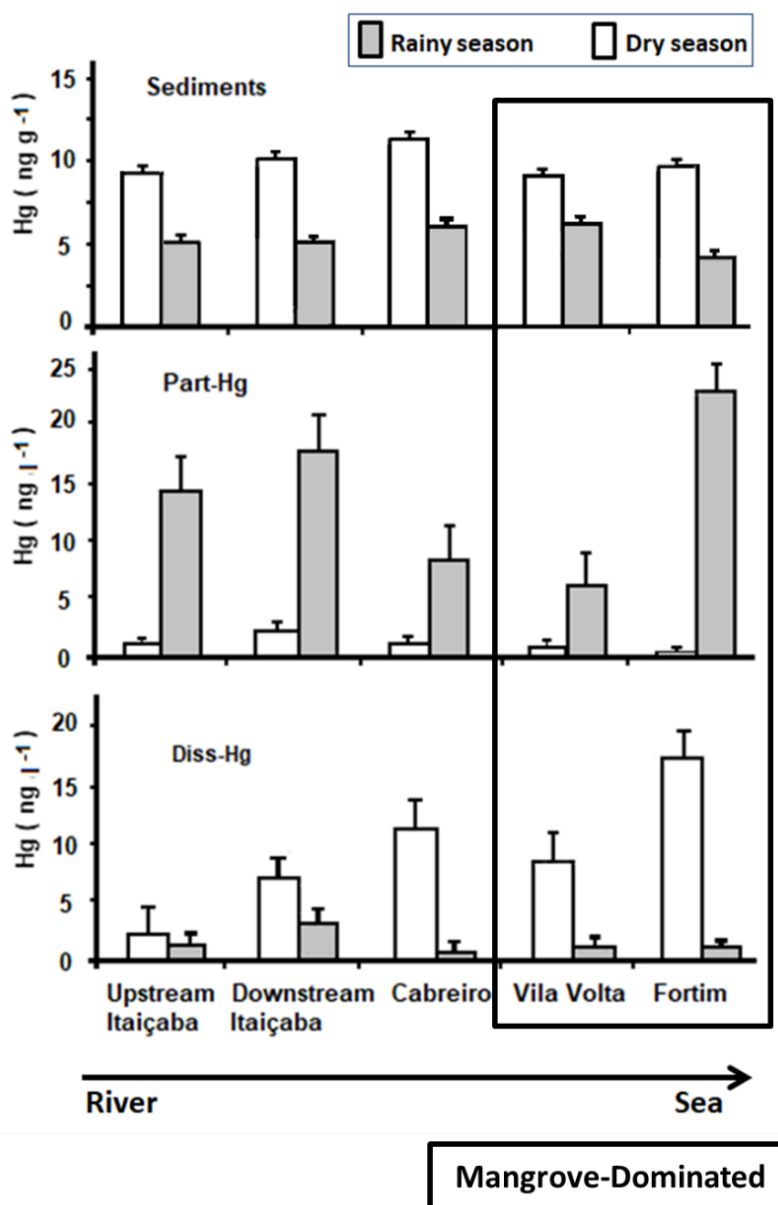 Rainy season
Dry season
15
Sediments
10
5
0
Hg ( ng g -1)
25
Part-Hg
20
15
10
5
0
Hg ( ng .l -1)
20
Diss-Hg
15
10
5
0
Hg ( ng .l -1)
Upstream
Itaiçaba
Downstream
Itaiçaba
Cabreiro
Vila Volta
Fortim
River
Sea
Mangrove-Dominated